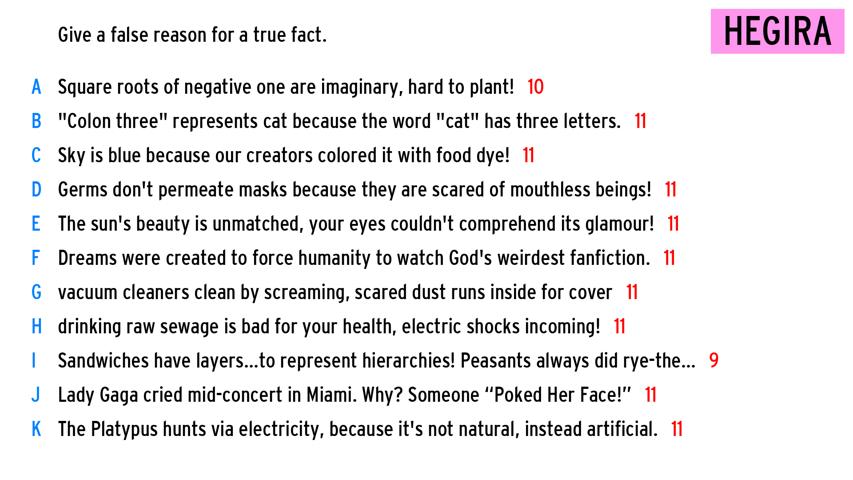 Give a false reason for a true fact.
HEGIRA
A Square roots of negative one are imaginary, hard to plant! 10
B "Colon three" represents cat because the word "cat" has three letters. 11
C Sky is blue because our creators colored it with food dye! 11
D Germs don't permeate masks because they are scared of mouthless beings! 11
E The sun's beauty is unmatched, your eyes couldn't comprehend its glamour! 11
F Dreams were created to force humanity to watch God's weirdest fanfiction. 11
G vacuum cleaners clean by screaming, scared dust runs inside for cover 11
H drinking raw sewage is bad for your health, electric shocks incoming! 11
I Sandwiches have layers...to represent hierarchies! Peasants always did rye-the... 9
J Lady Gaga cried mid-concert in Miami. Why? Someone “Poked Her Face!” 11
K The Platypus hunts via electricity, because it's not natural, instead artificial. 11